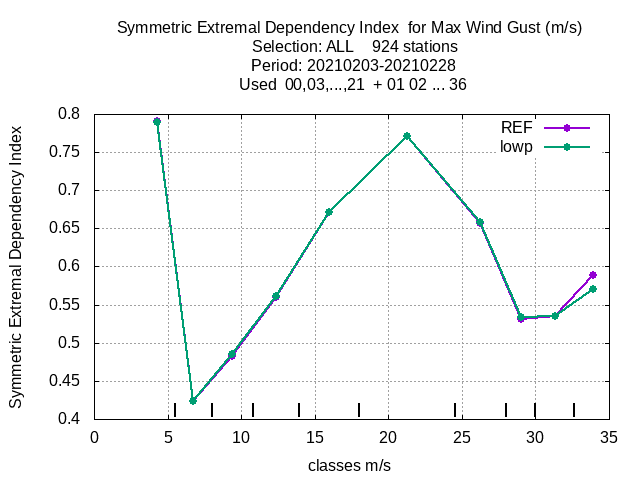 Symmetric Extremal Dependency Index  for Max Wind Gust (m/s)
Selection: ALL    924 stations
Period: 20210203-20210228
Used  00,03,...,21  + 01 02 ... 36
REF
lowp
Symmetric Extremal Dependency Index
0.8
0.75
0.7
0.65
0.6
0.55
0.5
0.45
0.4
0 5 10 15 20 25 30 35
classes m/s